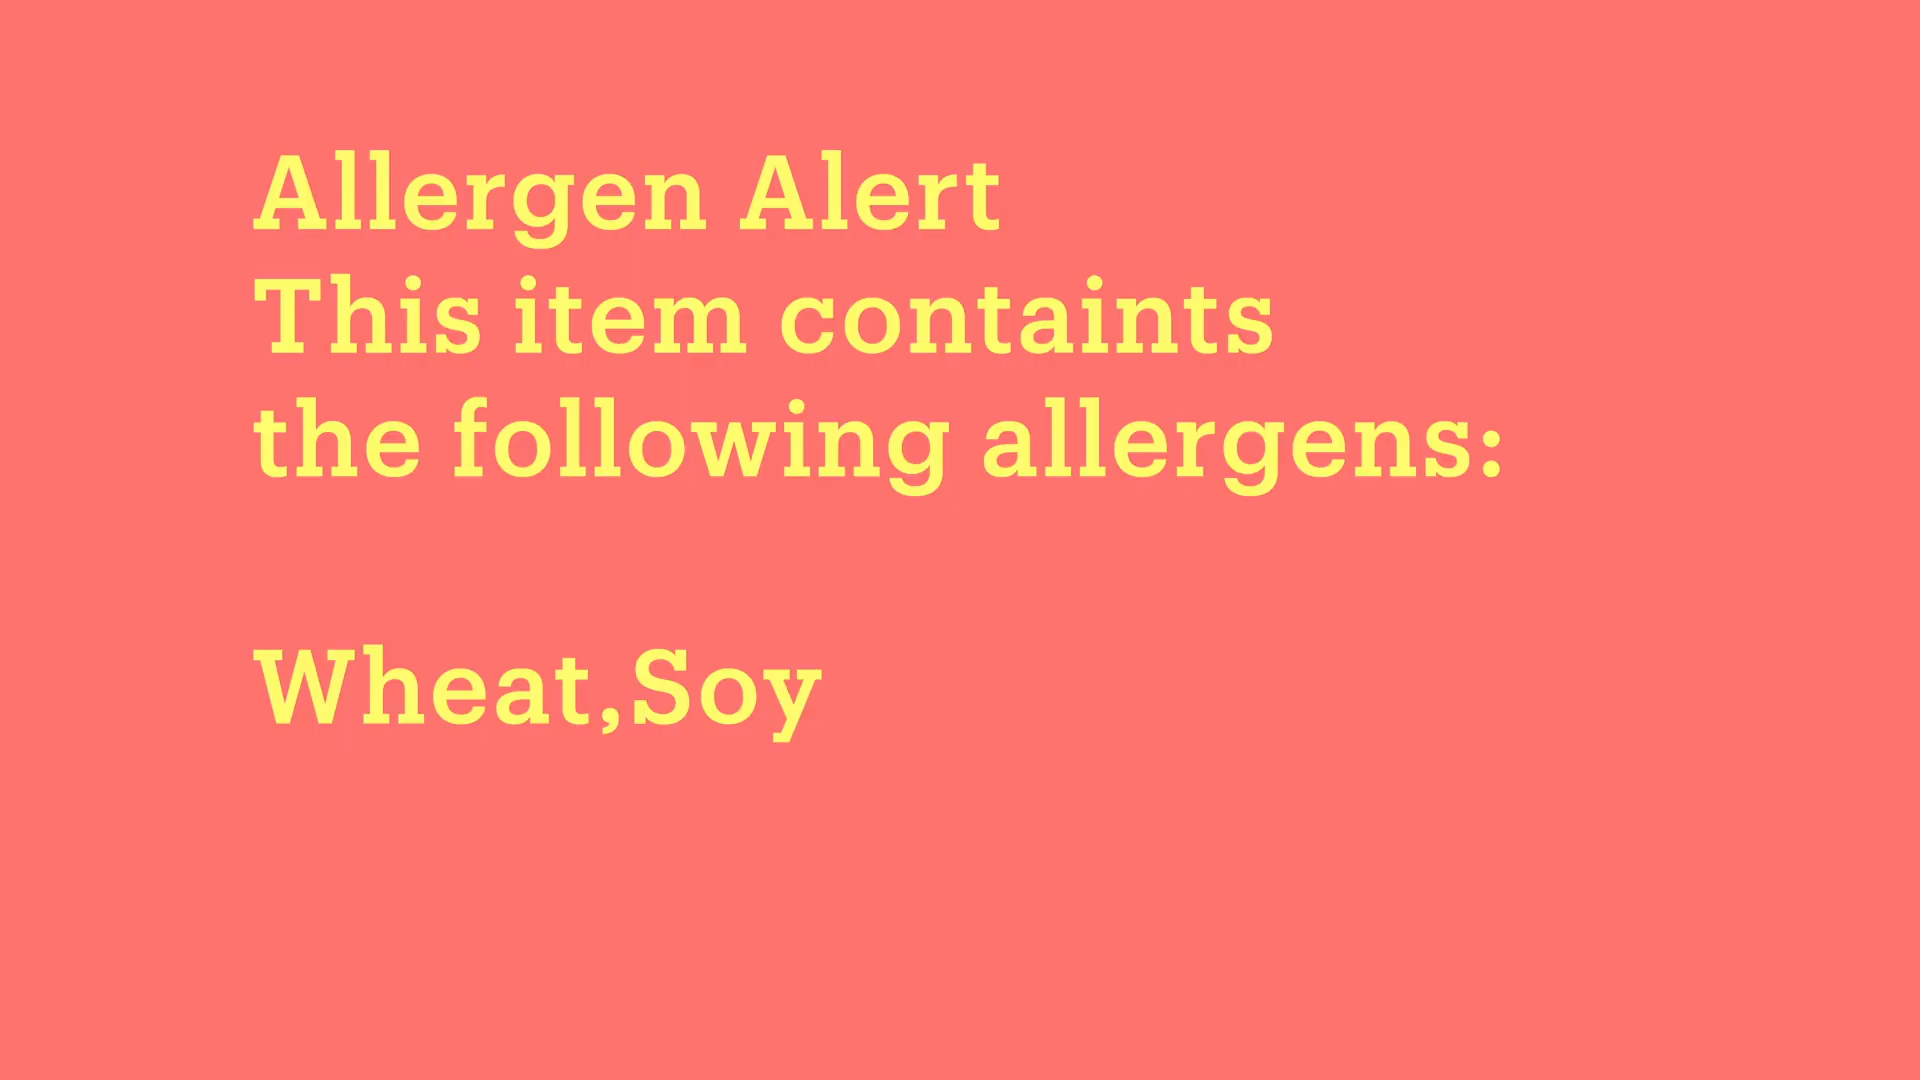 Allergen Alert
This item containts
the following allergens:
Wheat,Soy